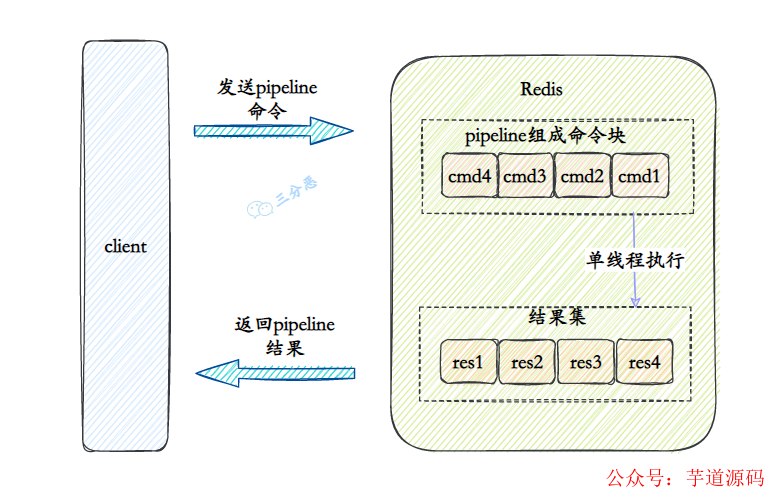 发送pipeline
命令
Redis
pipeline组成命令块
cmd4 cmd3 cmd2 cmd1
三分恶
client
单线程执行
返回pipeline
结果
结果集
res1 res2 res3 res4
公众号：芋道源码